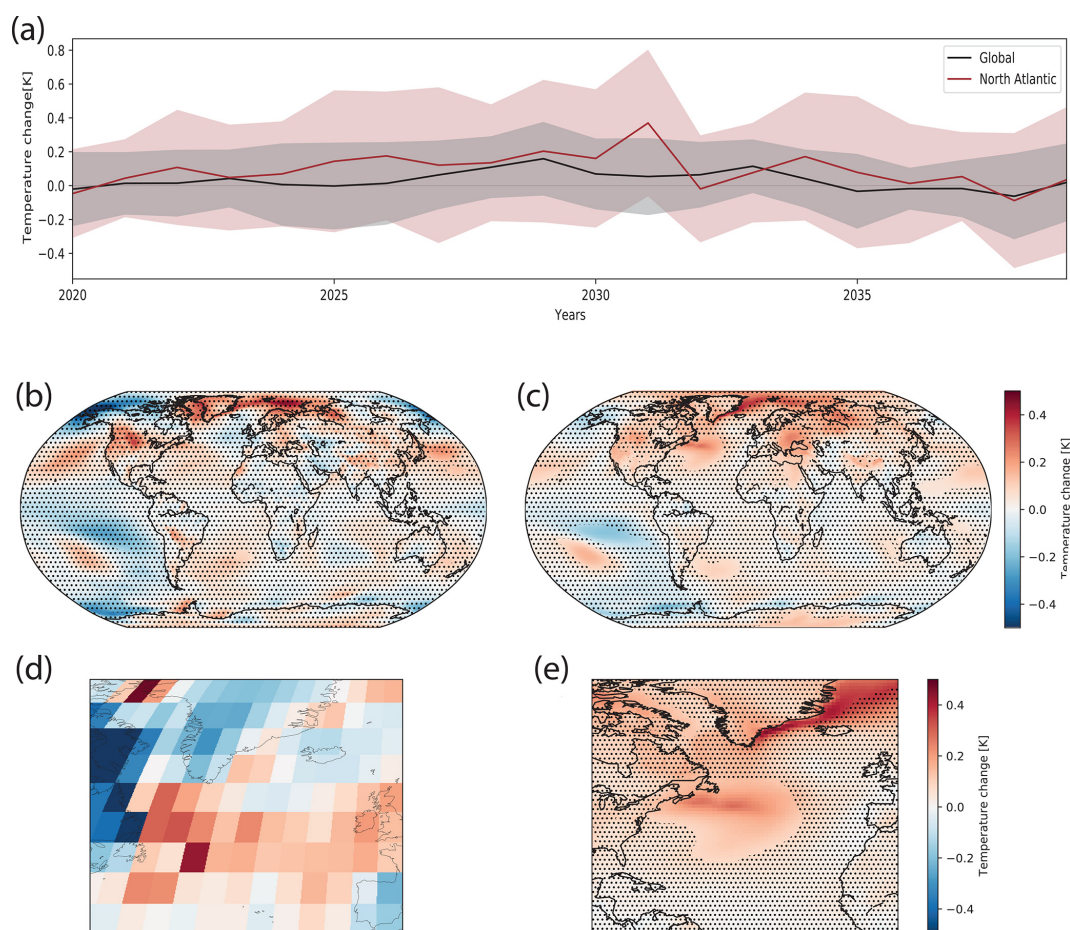 (a)
Temperature change[K]
0.8
0.6
0.4
0.2
0.0
−0.2
−0.4
Global
North Atlantic
2020
2025
2030
2035
Years
(b)
(c)
0.4
0.2
0.0
−0.2
−0.4
Temperature change [K]
(d)
(e)
0.4
0.2
0.0
−0.2
−0.4
Temperature change [K]